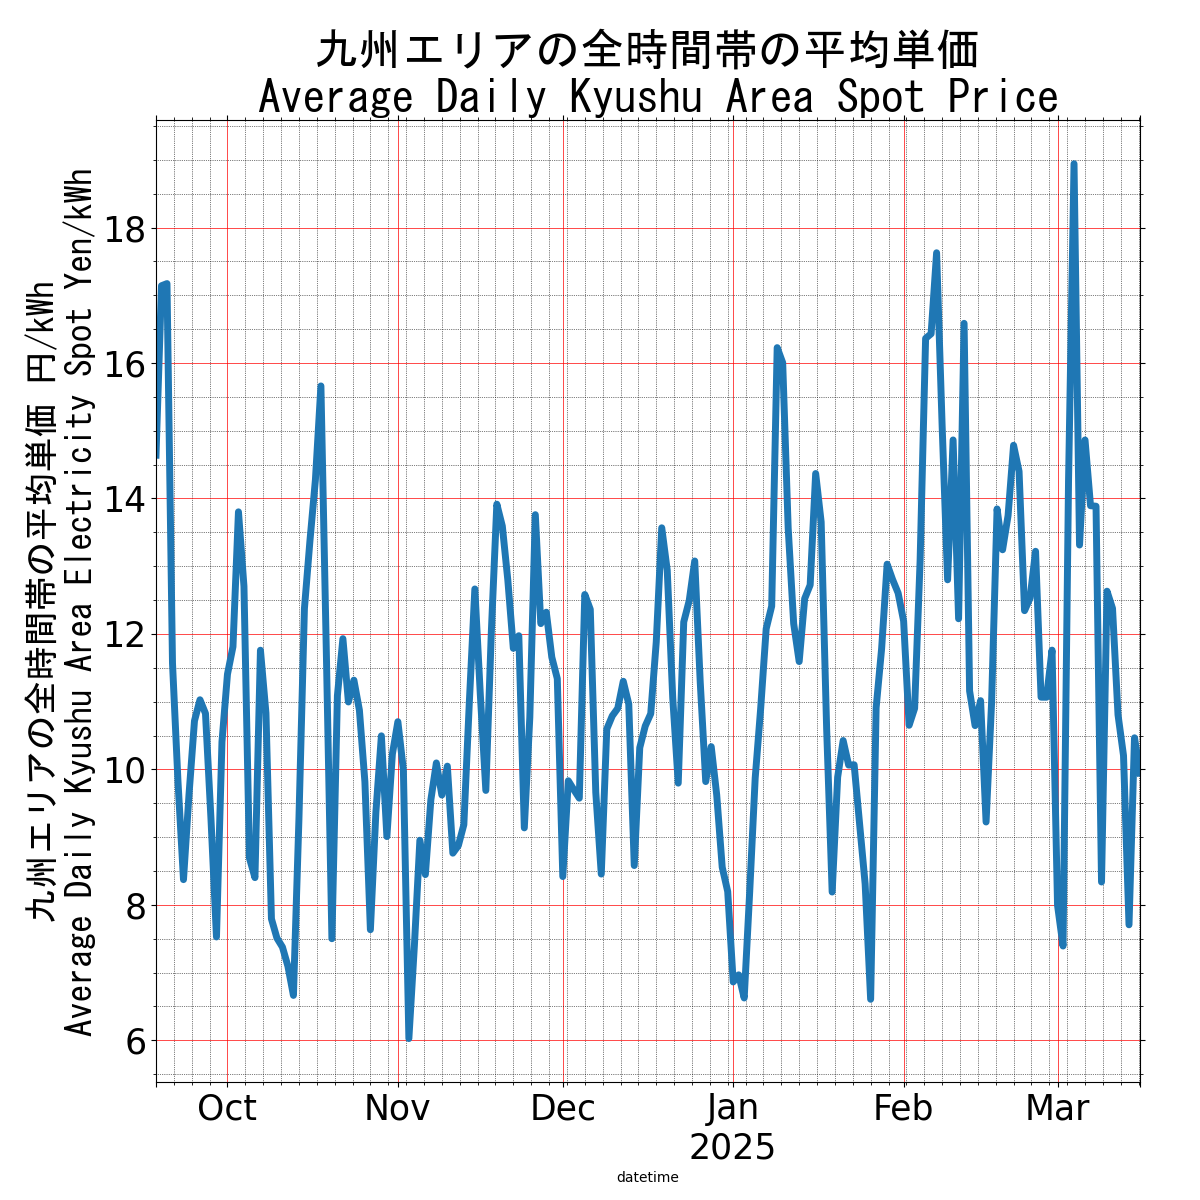 九州エリアの全時間帯の平均単価
Average Daily Kyushu Area Spot Price
九州エリアの全時間帯の平均単価 円/kWh
Average Daily Kyushu Area Electricity Spot Yen/kWh
18
16
14
12
10
8
6
Oct
Nov
Dec
Jan
Feb
Mar
2025
datetime